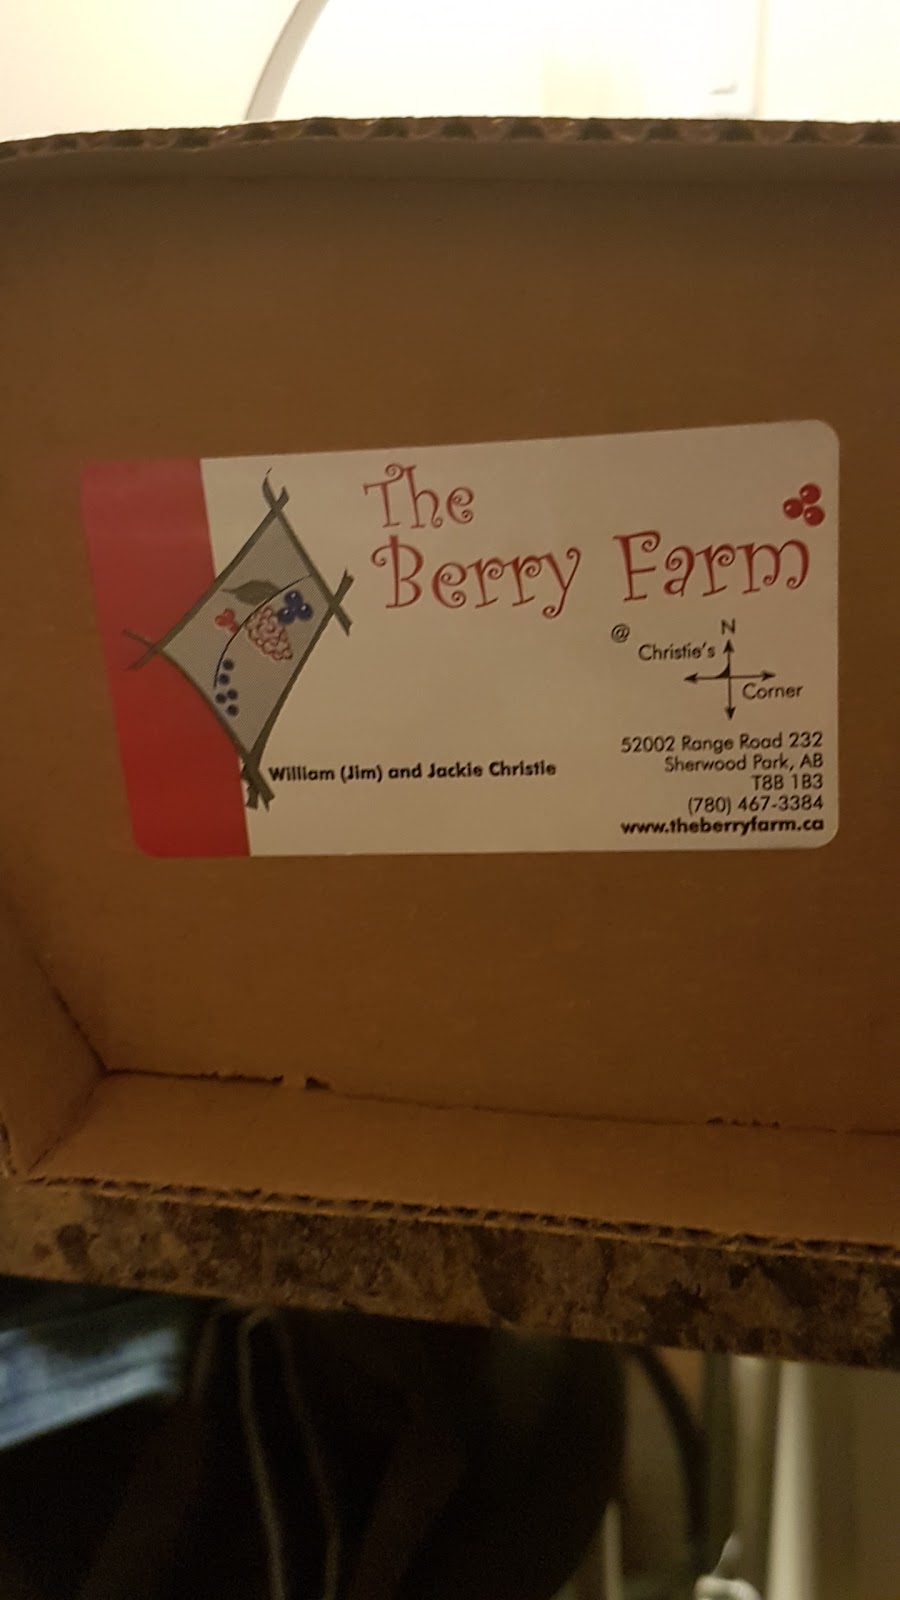 The
Berry Farm
@
N
Christie's
Corner
William (Jim) and Jackie Christie
52002 Range Road 232
Sherwood Park, AB
T8B 1B3
(780) 467-3384
www.theberryfarm.ca